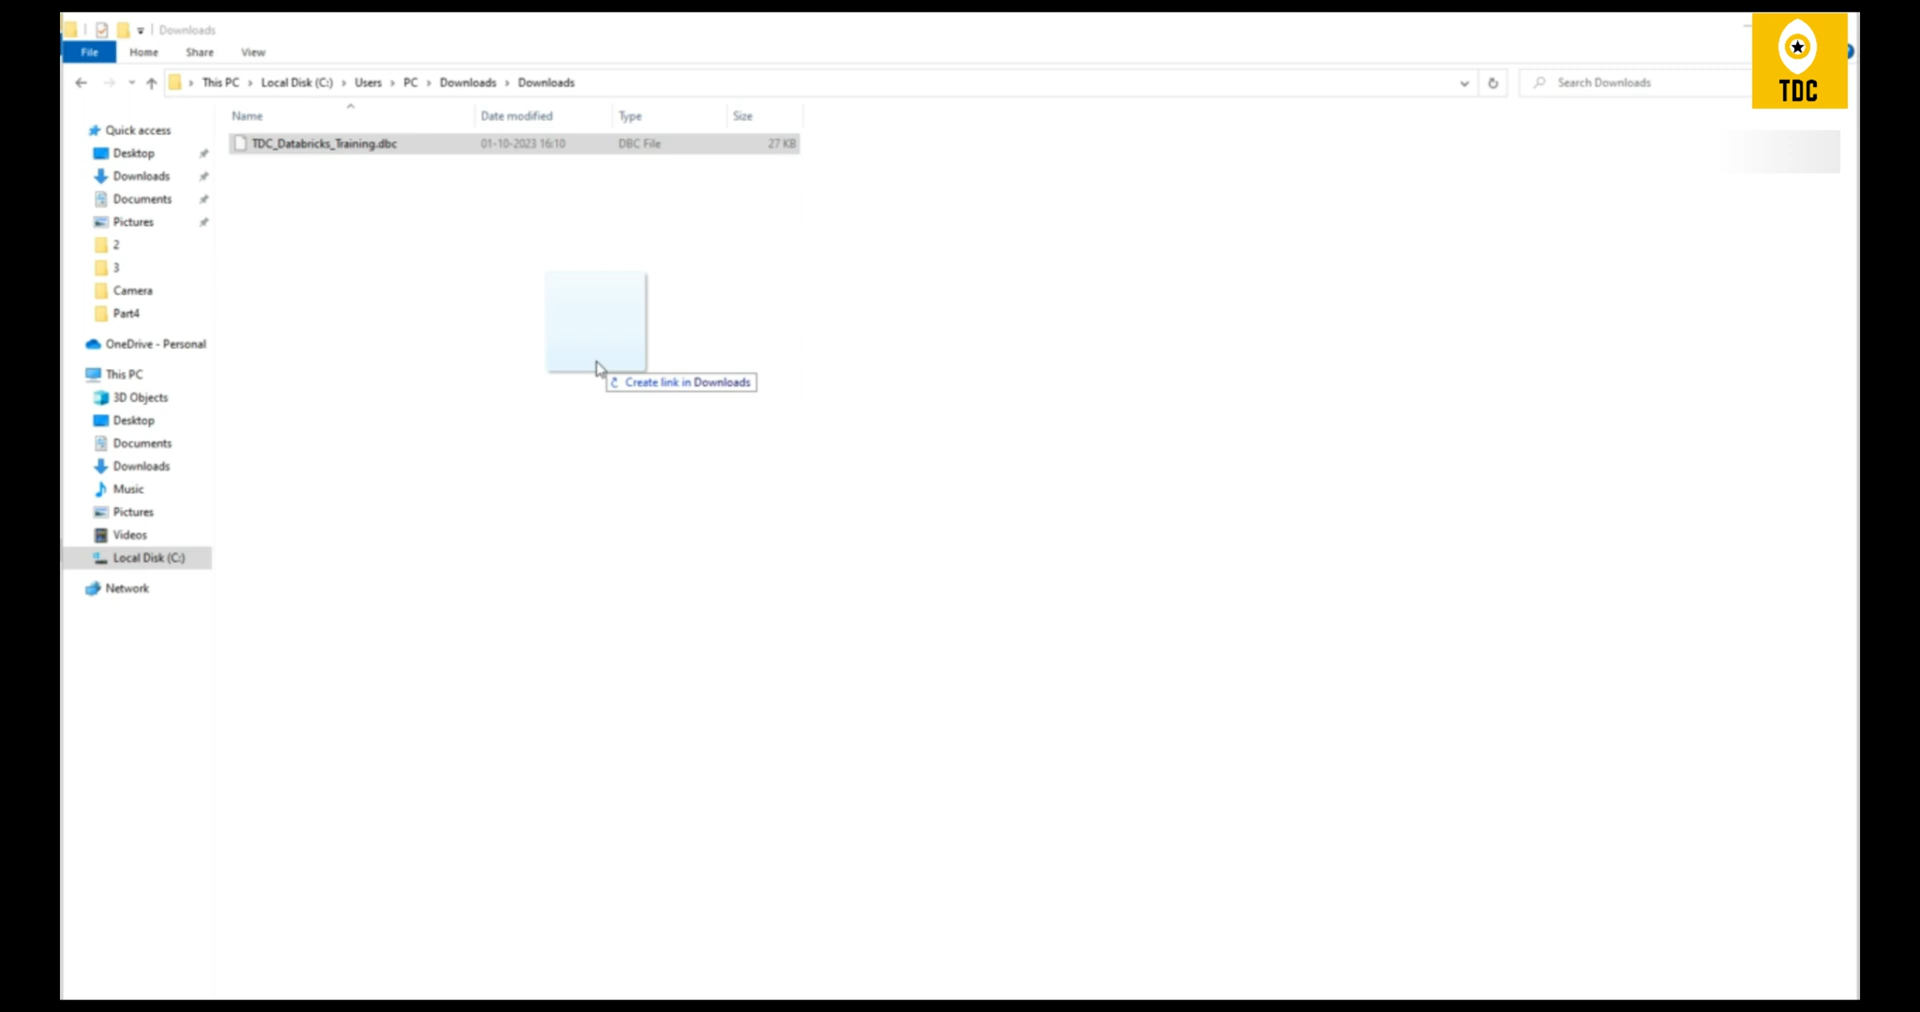 Downloads
File Home Share View
This PC Local Disk (C:) Users PC Downloads Downloads
Search Downloads
TDC
Name Date modified Type Size
TDC_Databricks_Training.dbc 01-10-2023 16:10 DBC File 27 KB
Quick access
Desktop
Downloads
Documents
Pictures
2
3
Camera
Part4
OneDrive - Personal
This PC
3D Objects
Desktop
Documents
Downloads
Music
Pictures
Videos
Local Disk (C:)
Network
Create link in Downloads